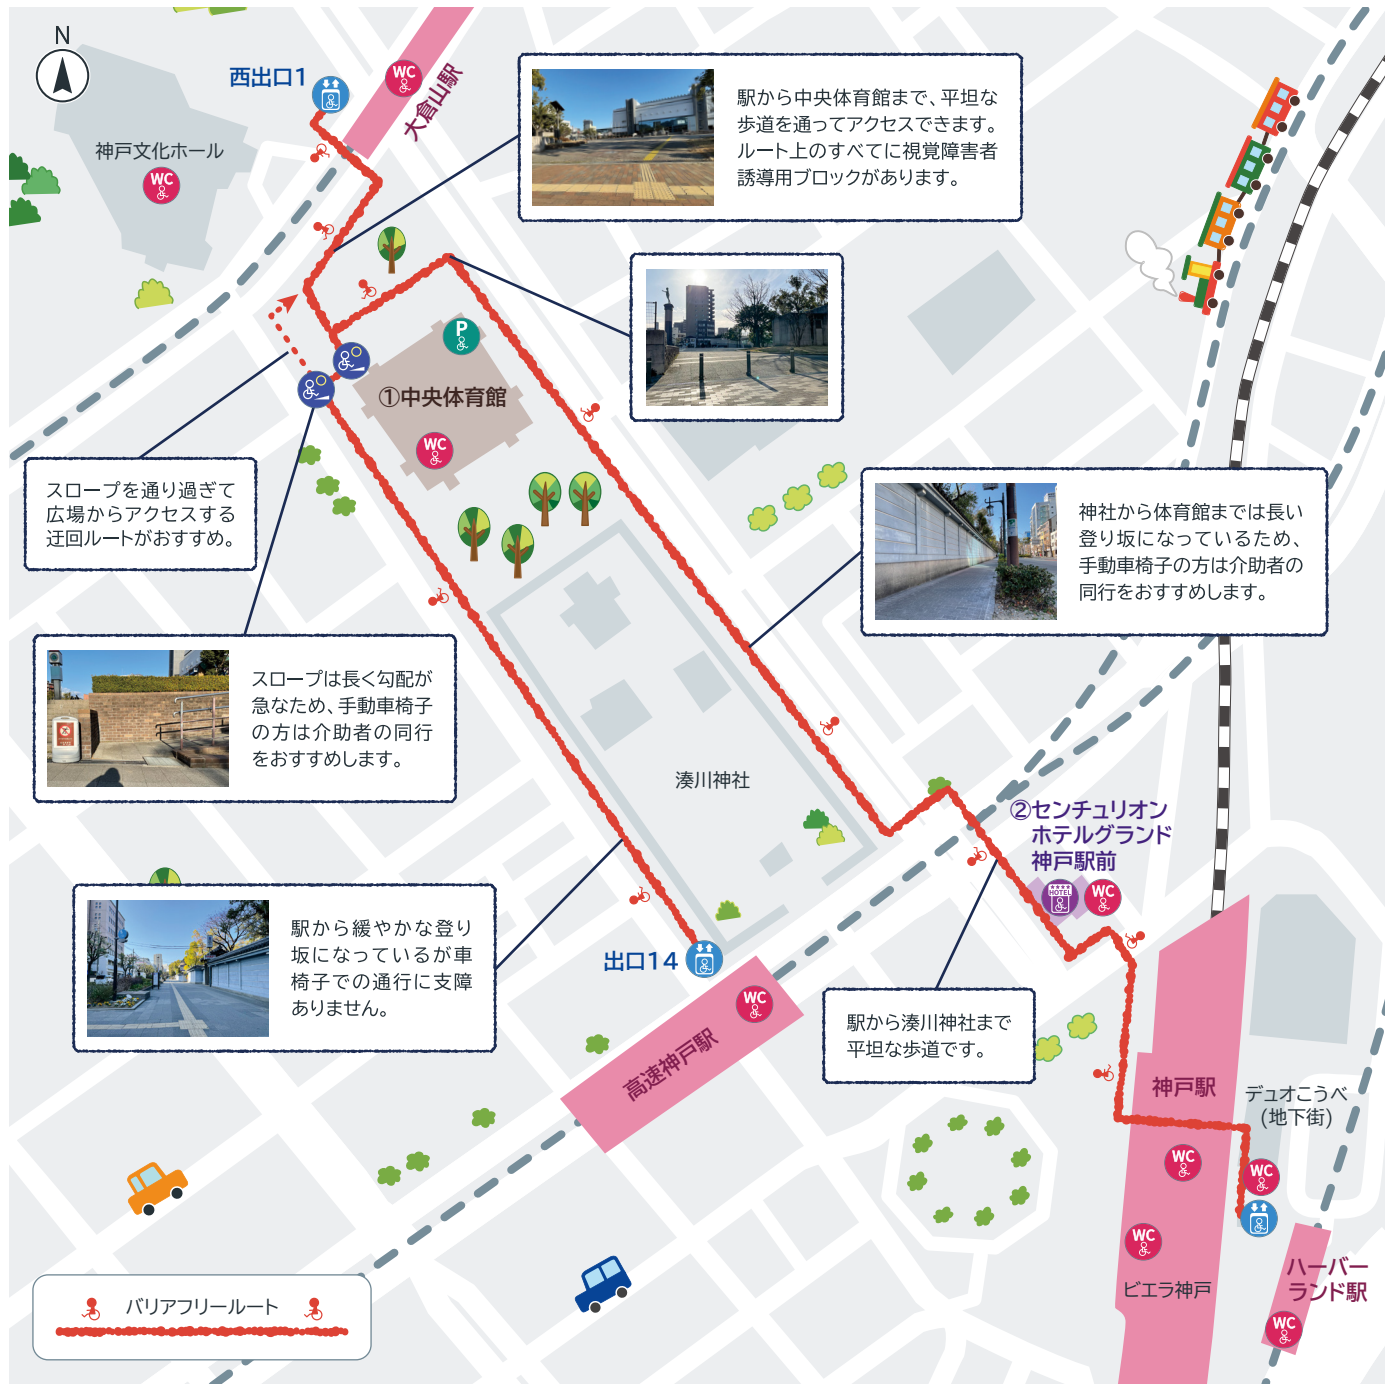 N
西出口1
WC
大倉山駅
神戸文化ホール
WC
駅から中央体育館まで、平坦な
歩道を通ってアクセスできます。
ルート上のすべてに視覚障害者
誘導用ブロックがあります。
P
①中央体育館
WC
スロープを通り過ぎて
広場からアクセスする
迂回ルートがおすすめ。
神社から体育館までは長い
登り坂になっているため、
手動車椅子の方は介助者の
同行をおすすめします。
スロープは長く勾配が
急なため、手動車椅子
の方は介助者の同行
をおすすめします。
湊川神社
②センチュリオン
ホテルグランド
神戸駅前
HOTEL
WC
駅から緩やかな登り
坂になっているが車
椅子での通行に支障
ありません。
出口14
WC
高速神戸駅
駅から湊川神社まで
平坦な歩道です。
神戸駅
デュオこうべ
(地下街)
WC
WC
WC
ビエラ神戸
ハーバー
ランド駅
WC
バリアフリールート